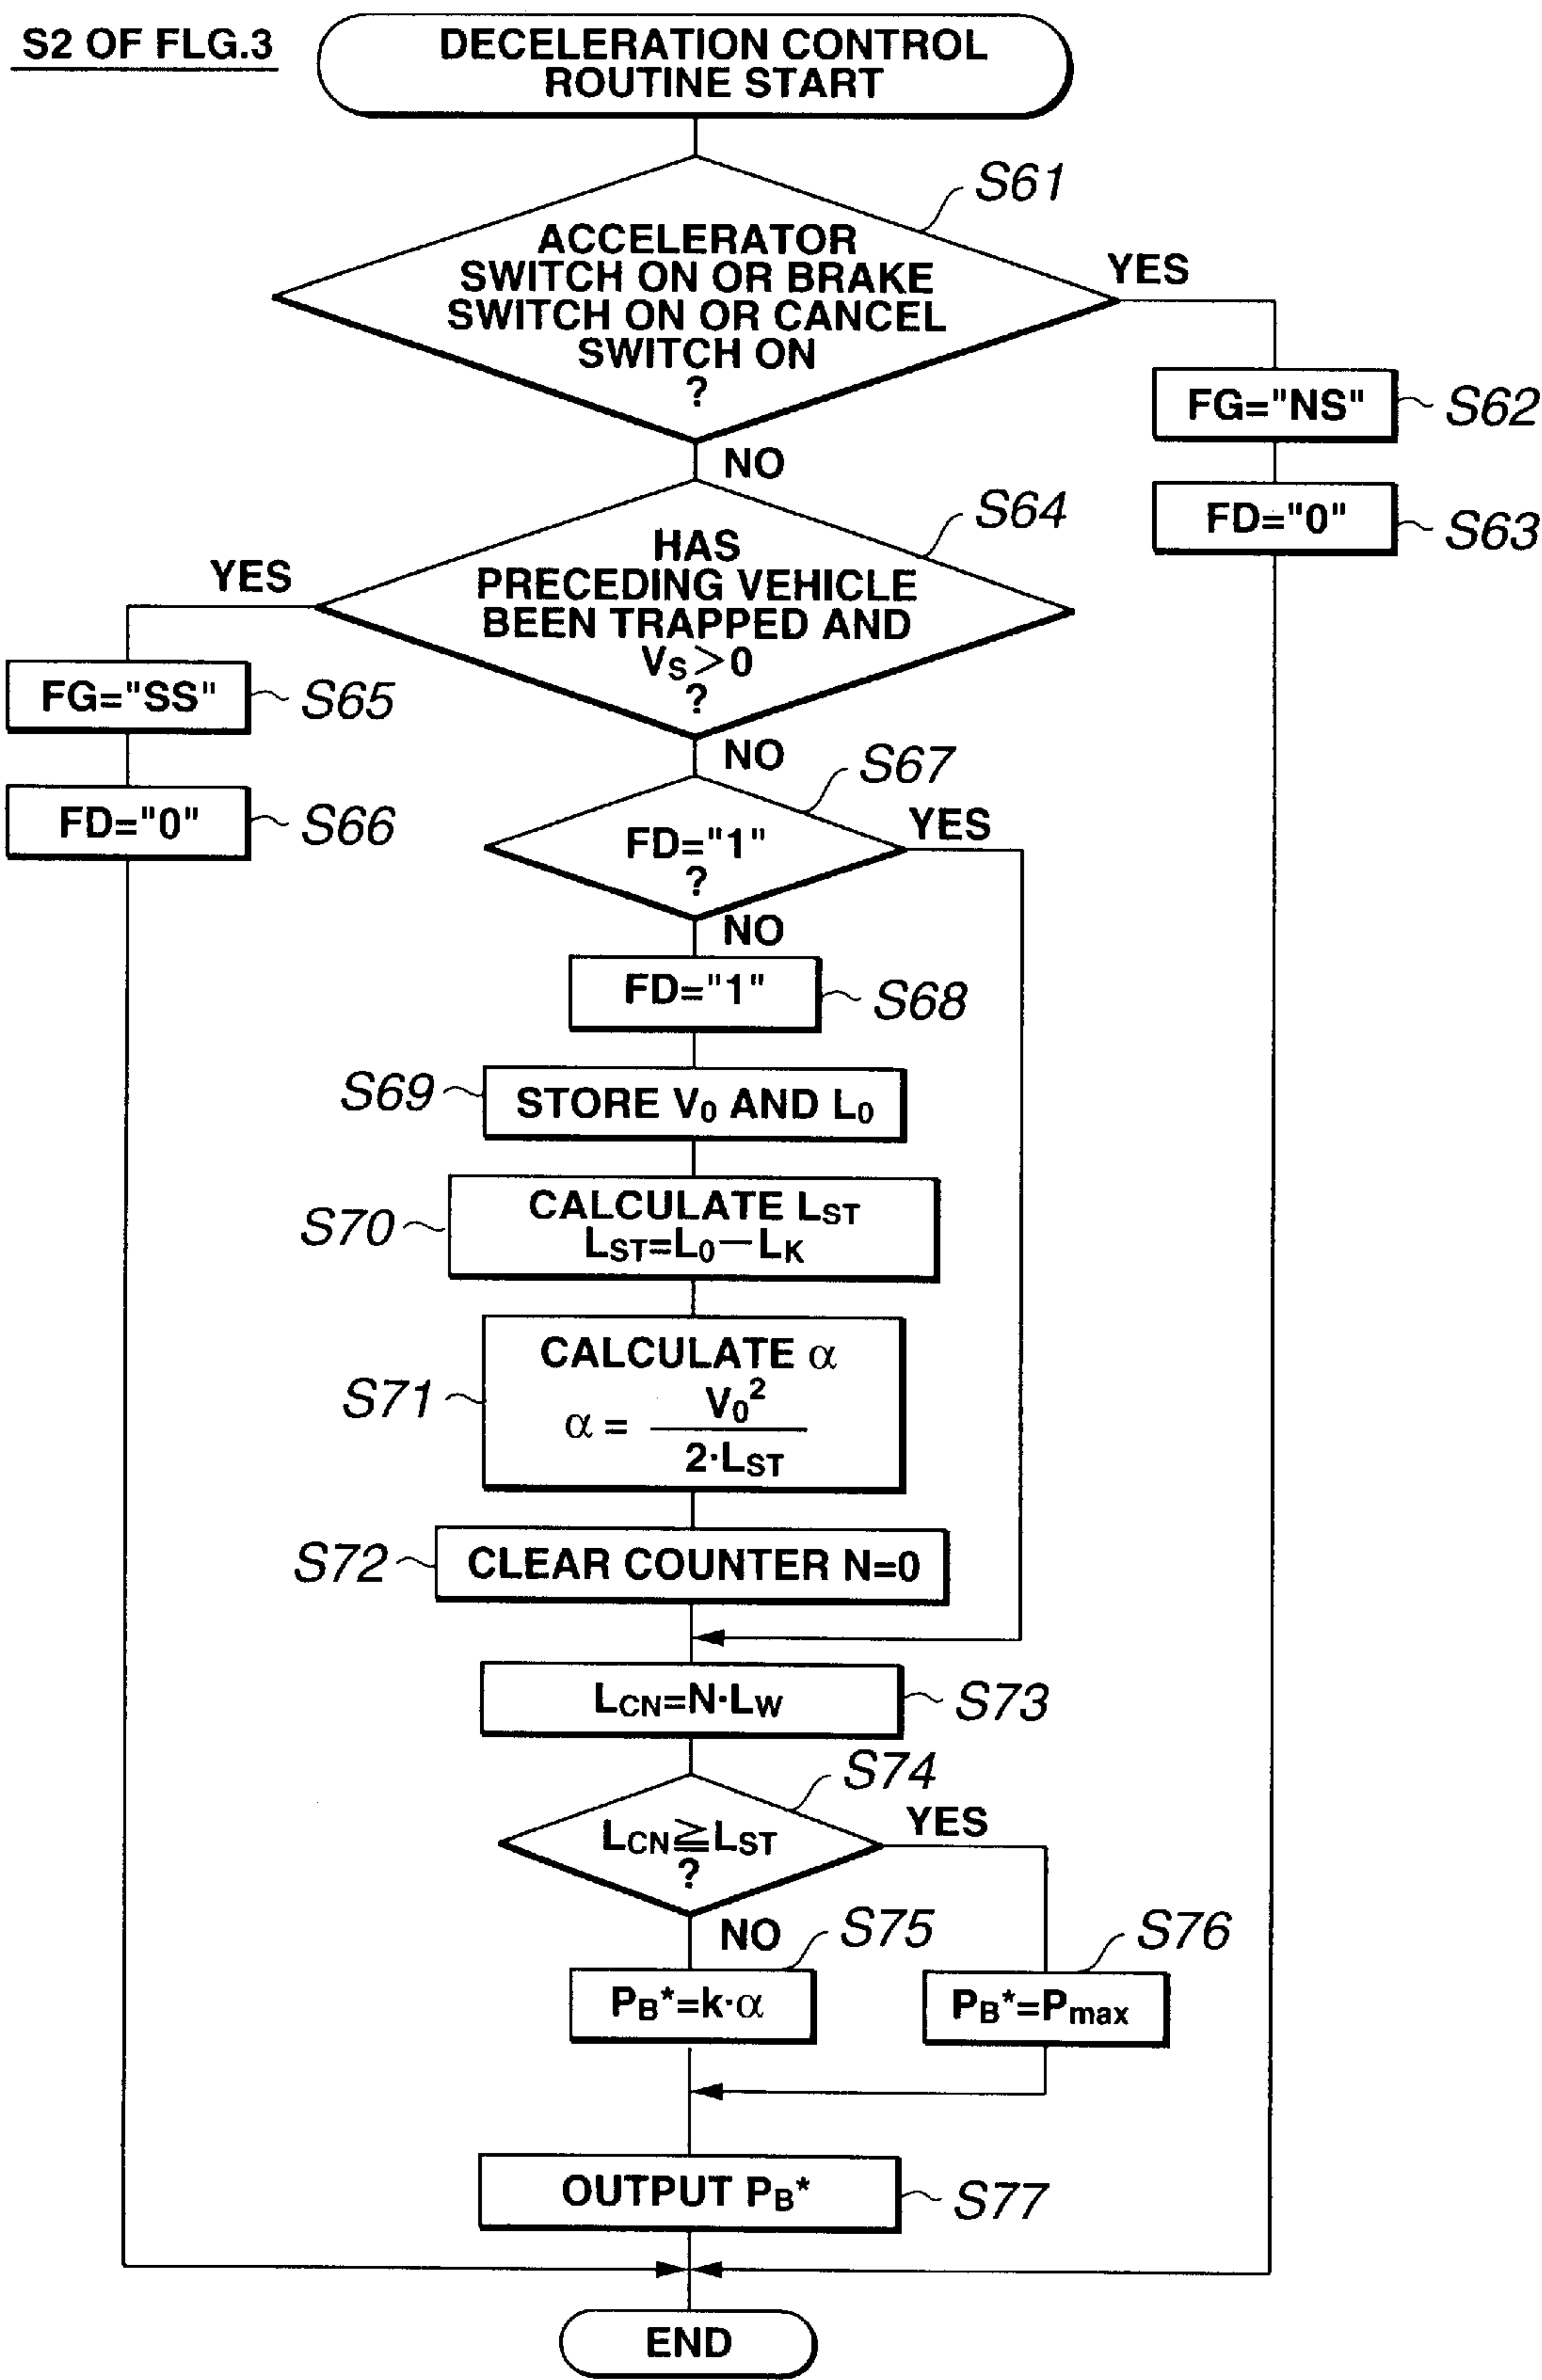 S2 OF FLG.3
DECELERATION CONTROL
ROUTINE START
S61
ACCELERATOR
SWITCH ON OR BRAKE
SWITCH ON OR CANCEL
SWITCH ON
?
YES
FG="NS"
S62
FD="0"
S63
NO
S64
HAS
PRECEDING VEHICLE
BEEN TRAPPED AND
VS>0
?
YES
FG="SS"
S65
FD="0"
S66
NO
S67
FD="1"
?
YES
NO
FD="1"
S68
S69
STORE V0 AND L0
S70
CALCULATE LST
LST=L0−LK
S71
CALCULATE α
α = V0²
2·LST
S72
CLEAR COUNTER N=0
LCN=N·LW
S73
S74
LCN≧LST
?
YES
NO
S75
PB*=k·α
S76
PB*=Pmax
OUTPUT PB*
S77
END